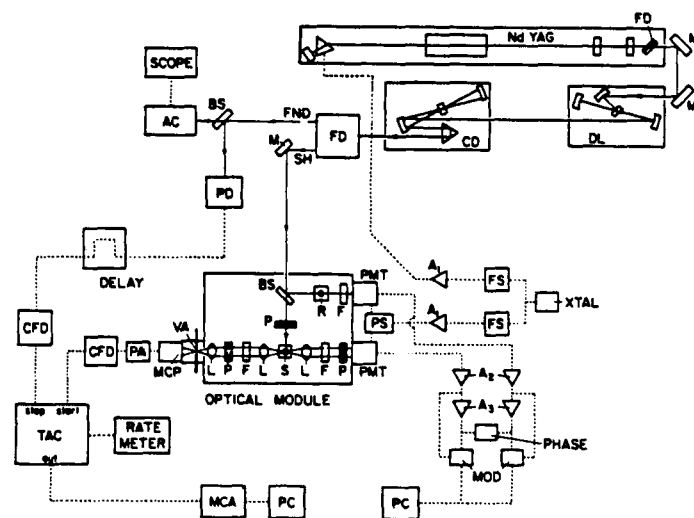 FD
Nd YAG
M
SCOPE
BS
FND
AC
FD
M
SH
CD
DL
M
PD
DELAY
A1
FS
XTAL
BS
PMT
R
F
P
PS
FS
CFD
VA
CFD
PA
MCP
L
P
F
L
S
L
F
P
PMT
OPTICAL MODULE
A2
A3
PHASE
MOD
stop
start
TAC
out
RATE
METER
MCA
PC
PC